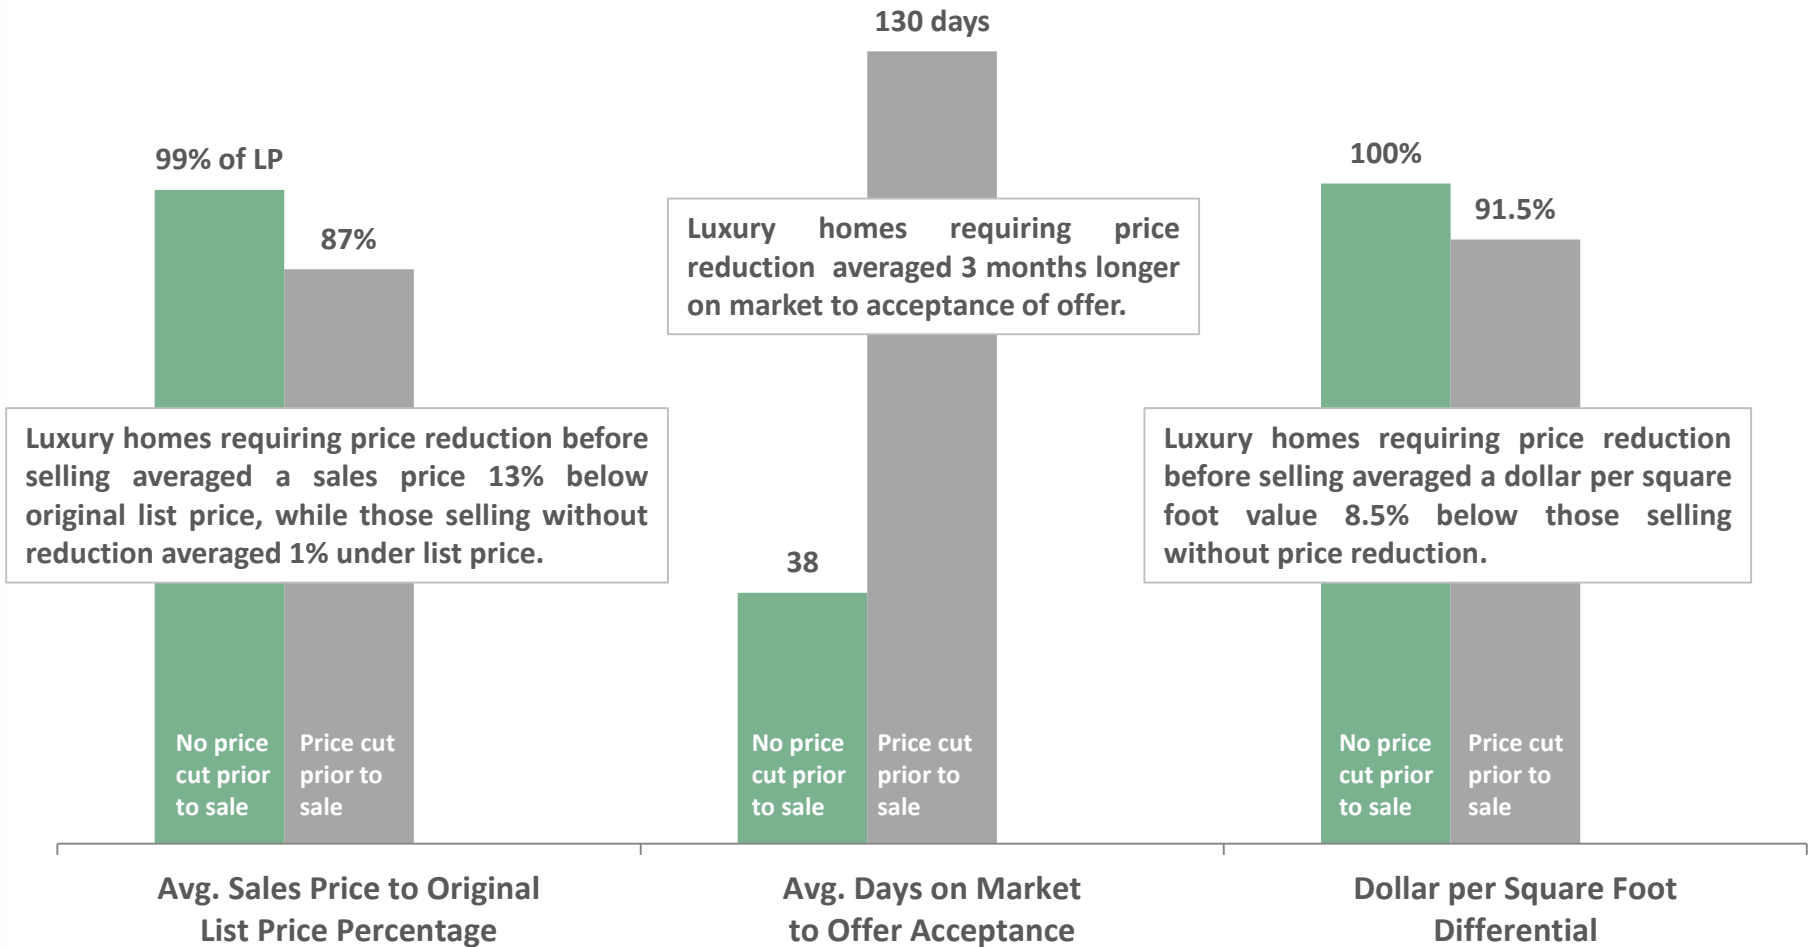 130 days
99% of LP
87%
Luxury homes requiring price
reduction averaged 3 months longer
on market to acceptance of offer.
100%
91.5%
Luxury homes requiring price reduction before
selling averaged a sales price 13% below
original list price, while those selling without
reduction averaged 1% under list price.
38
Luxury homes requiring price reduction
before selling averaged a dollar per square
foot value 8.5% below those selling
without price reduction.
No price
cut prior
to sale
Price cut
prior to
sale
No price
cut prior
to sale
Price cut
prior to
sale
No price
cut prior
to sale
Price cut
prior to
sale
Avg. Sales Price to Original
List Price Percentage
Avg. Days on Market
to Offer Acceptance
Dollar per Square Foot
Differential